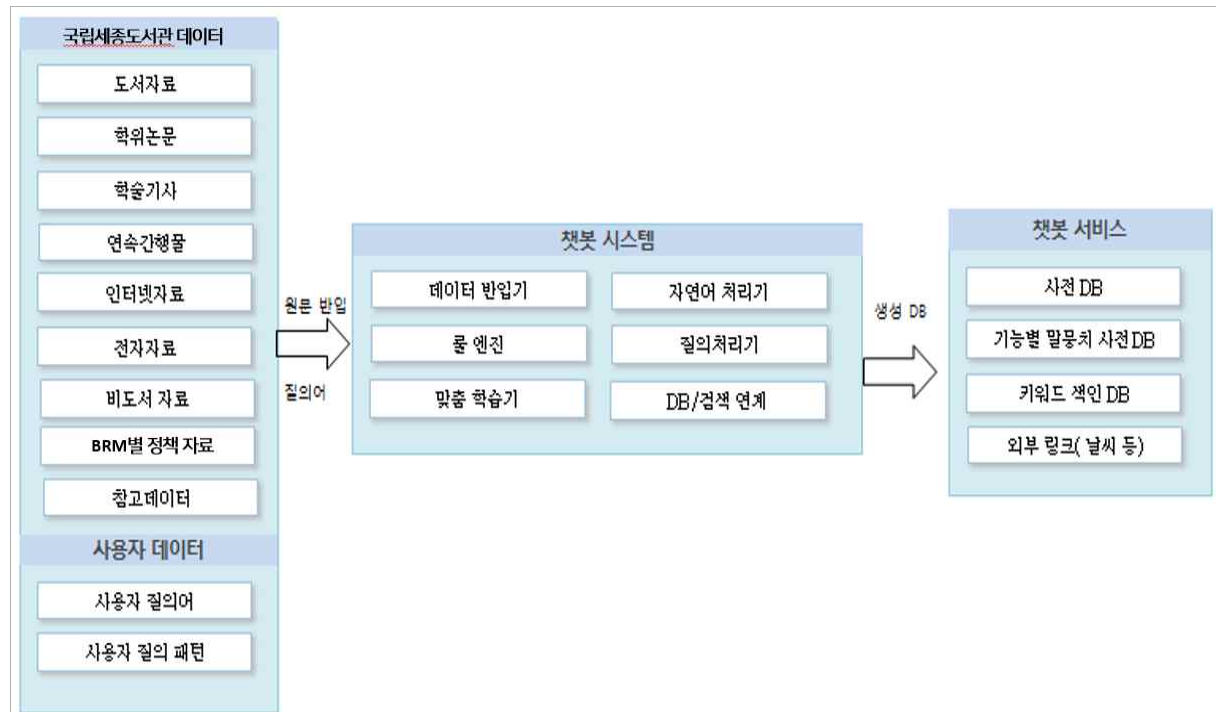 국립세종도서관 데이터
도서자료
학위논문
학술기사
연속간행물
인터넷자료
전자자료
비도서 자료
BRM별 정책 자료
참고데이터
사용자 데이터
사용자 질의어
사용자 질의 패턴
원문 반입
질의어
챗봇 시스템
데이터 반입기
자연어 처리기
룰 엔진
질의처리기
맞춤 학습기
DB/검색 연계
생성 DB
챗봇 서비스
사전 DB
기능별 말뭉치 사전 DB
키워드 색인 DB
외부 링크( 날씨 등)